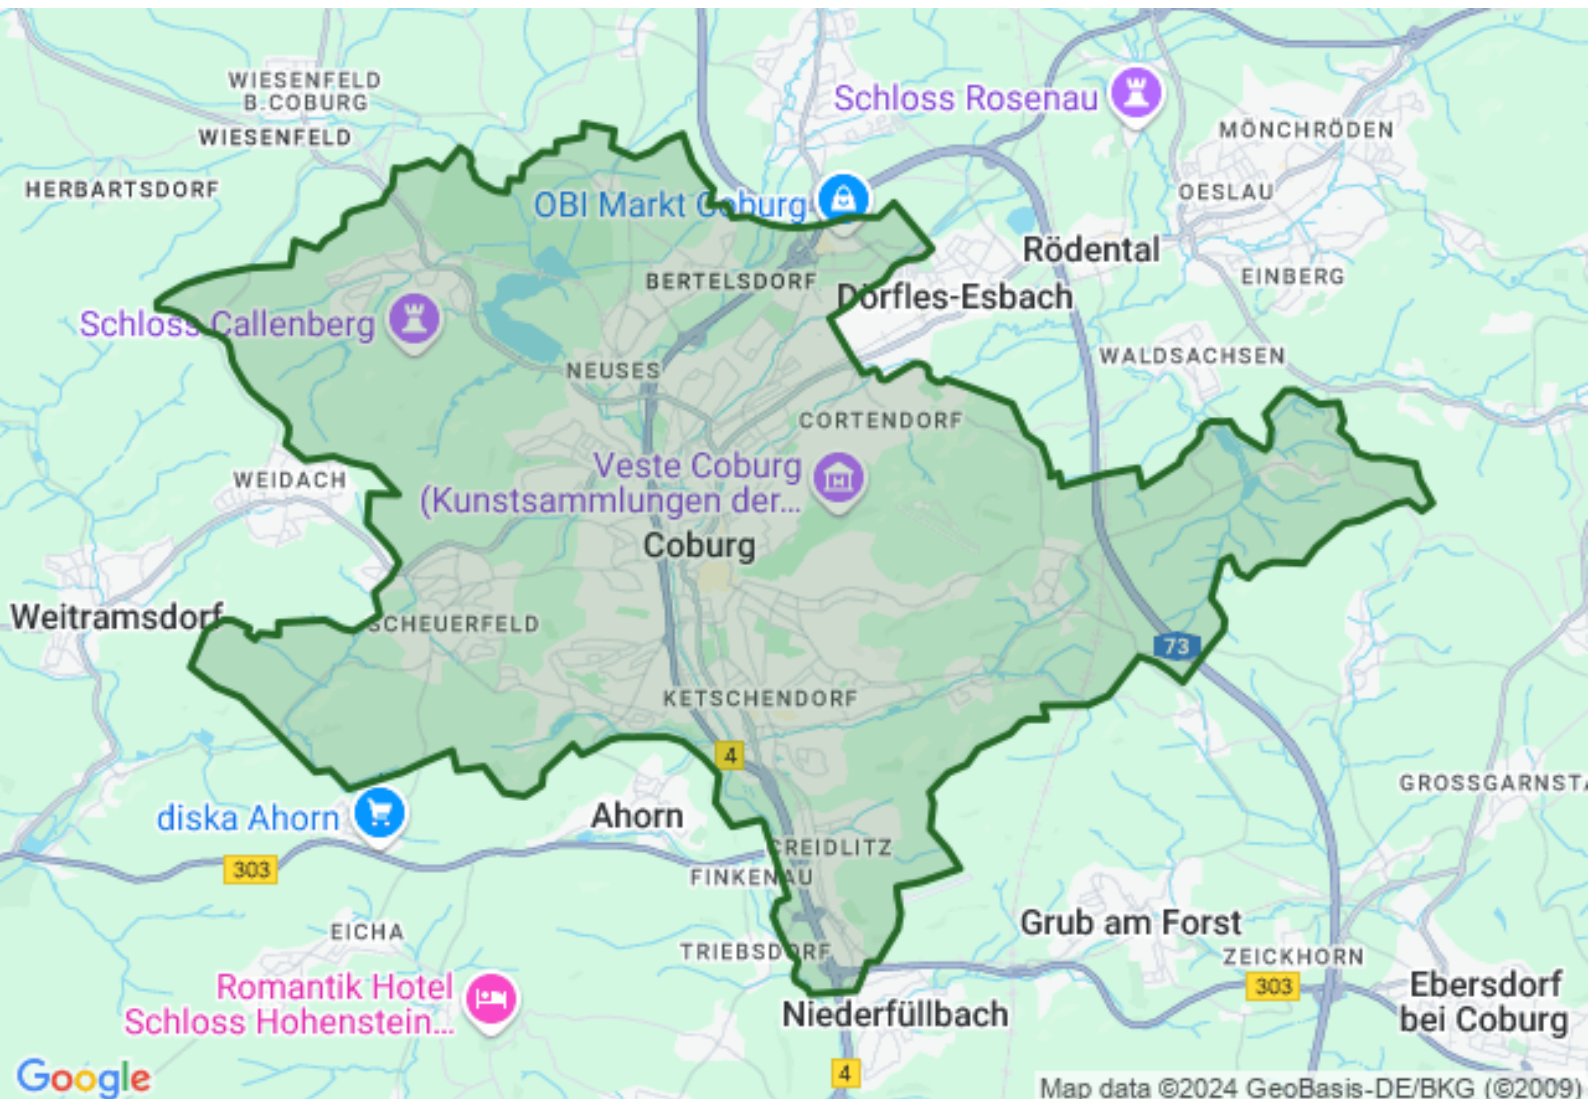 WIESENFELD
B.COBURG
WIESENFELD
HERBARTSDORF
Schloss Rosenau
MÖNCHRÖDEN
OESLAU
OBI Markt Coburg
Rödental
EINBERG
BERTELSDORF
Dörfles-Esbach
Schloss Callenberg
WALDSACHSEN
NEUSES
CORTENDORF
WEIDACH
Veste Coburg
(Kunstsammlungen der...
Coburg
Weitramsdorf
SCHEUERFELD
73
KETSCHENDORF
4
GROSSGARNSTA
diska Ahorn
Ahorn
CREIDLITZ
303
FINKENAU
EICHA
Grub am Forst
TRIEBSDORF
ZEICKHORN
303
Ebersdorf
bei Coburg
Romantik Hotel
Schloss Hohenstein...
Niederfüllbach
4
Google
Map data ©2024 GeoBasis-DE/BKG (©2009)